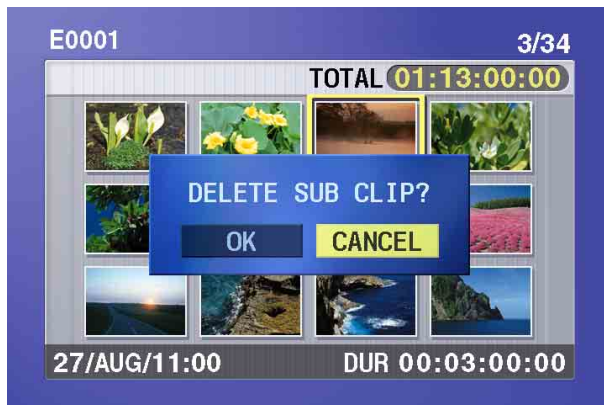 E0001 3/34
TOTAL 01:13:00:00
DELETE SUB CLIP?
OK CANCEL
27/AUG/11:00 DUR 00:03:00:00